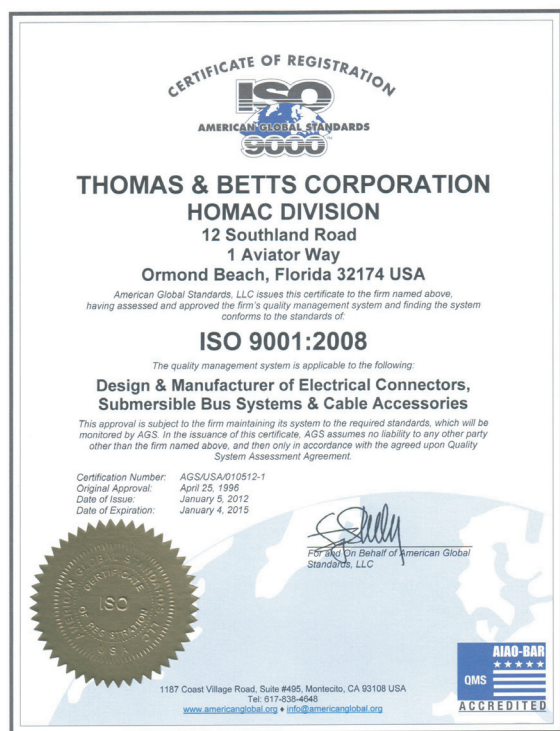 CERTIFICATE OF REGISTRATION
ISO
AMERICAN GLOBAL STANDARDS
9000
THOMAS & BETTS CORPORATION
HOMAC DIVISION
12 Southland Road
1 Aviator Way
Ormond Beach, Florida 32174 USA
American Global Standards, LLC issues this certificate to the firm named above,
having assessed and approved the firm's quality management system and finding the system
conforms to the standards of:
ISO 9001:2008
The quality management system is applicable to the following:
Design & Manufacturer of Electrical Connectors,
Submersible Bus Systems & Cable Accessories
This approval is subject to the firm maintaining its system to the required standards, which will be
monitored by AGS. In the issuance of this certificate, AGS assumes no liability to any other party
other than the firm named above, and then only in accordance with the agreed upon Quality
System Assessment Agreement.
Certification Number: AGS/USA/010512-1
Original Approval: April 25, 1996
Date of Issue: January 5, 2012
Date of Expiration: January 4, 2015
For and On Behalf of American Global
Standards, LLC
AMERICAN GLOBAL STANDARDS, LLC
CERTIFICATE
ISO
OF REGISTRATION
USA
AIAO-BAR
QMS
ACCREDITED
1187 Coast Village Road, Suite #495, Montecito, CA 93108 USA
Tel: 617-838-4648
www.americanglobal.org ♦ info@americanglobal.org